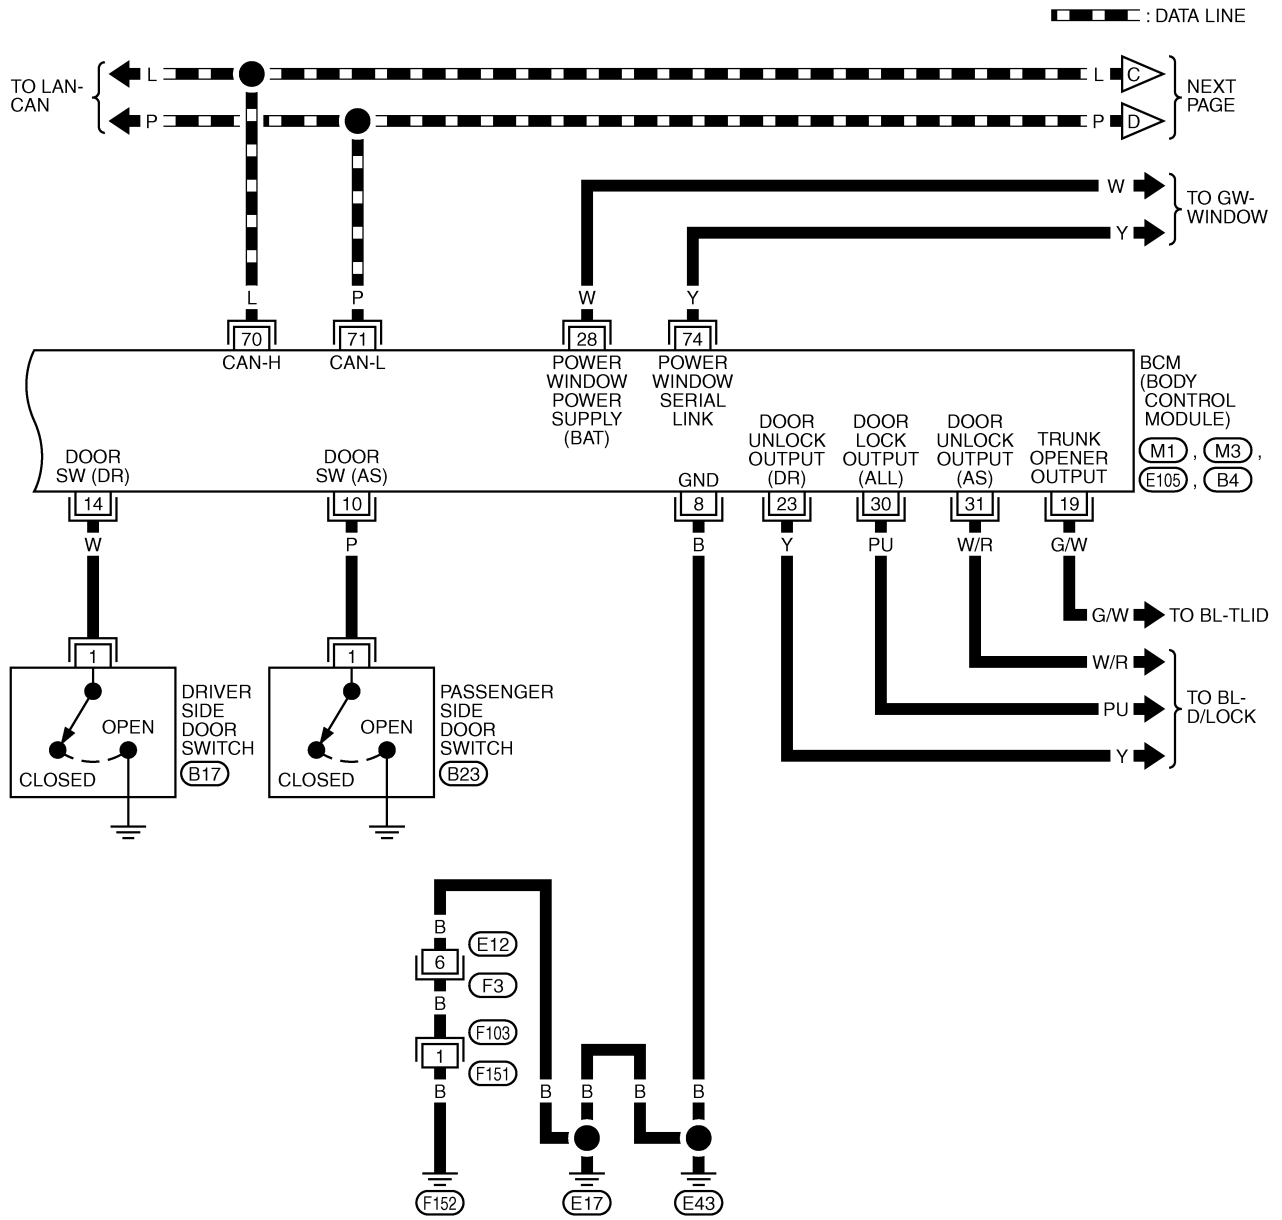 : DATA LINE
TO LAN-
CAN
L
L
C
P
P
D
NEXT
PAGE
W
Y
TO GW-
WINDOW
L
P
W
Y
70
71
28
74
CAN-H
CAN-L
POWER
WINDOW
POWER
SUPPLY
(BAT)
POWER
WINDOW
SERIAL
LINK
BCM
(BODY
CONTROL
MODULE)
M1 , M3 ,
E105 , B4
DOOR
SW (DR)
DOOR
SW (AS)
GND
DOOR
UNLOCK
OUTPUT
(DR)
DOOR
LOCK
OUTPUT
(ALL)
DOOR
UNLOCK
OUTPUT
(AS)
TRUNK
OPENER
OUTPUT
14
10
8
23
30
31
19
W
P
B
Y
PU
W/R
G/W
G/W
TO BL-TLID
W/R
PU
Y
TO BL-
D/LOCK
1
OPEN
CLOSED
DRIVER
SIDE
DOOR
SWITCH
B17
1
OPEN
CLOSED
PASSENGER
SIDE
DOOR
SWITCH
B23
B
E12
6
F3
B
F103
1
F151
B
B
B
B
B
F152
E17
E43